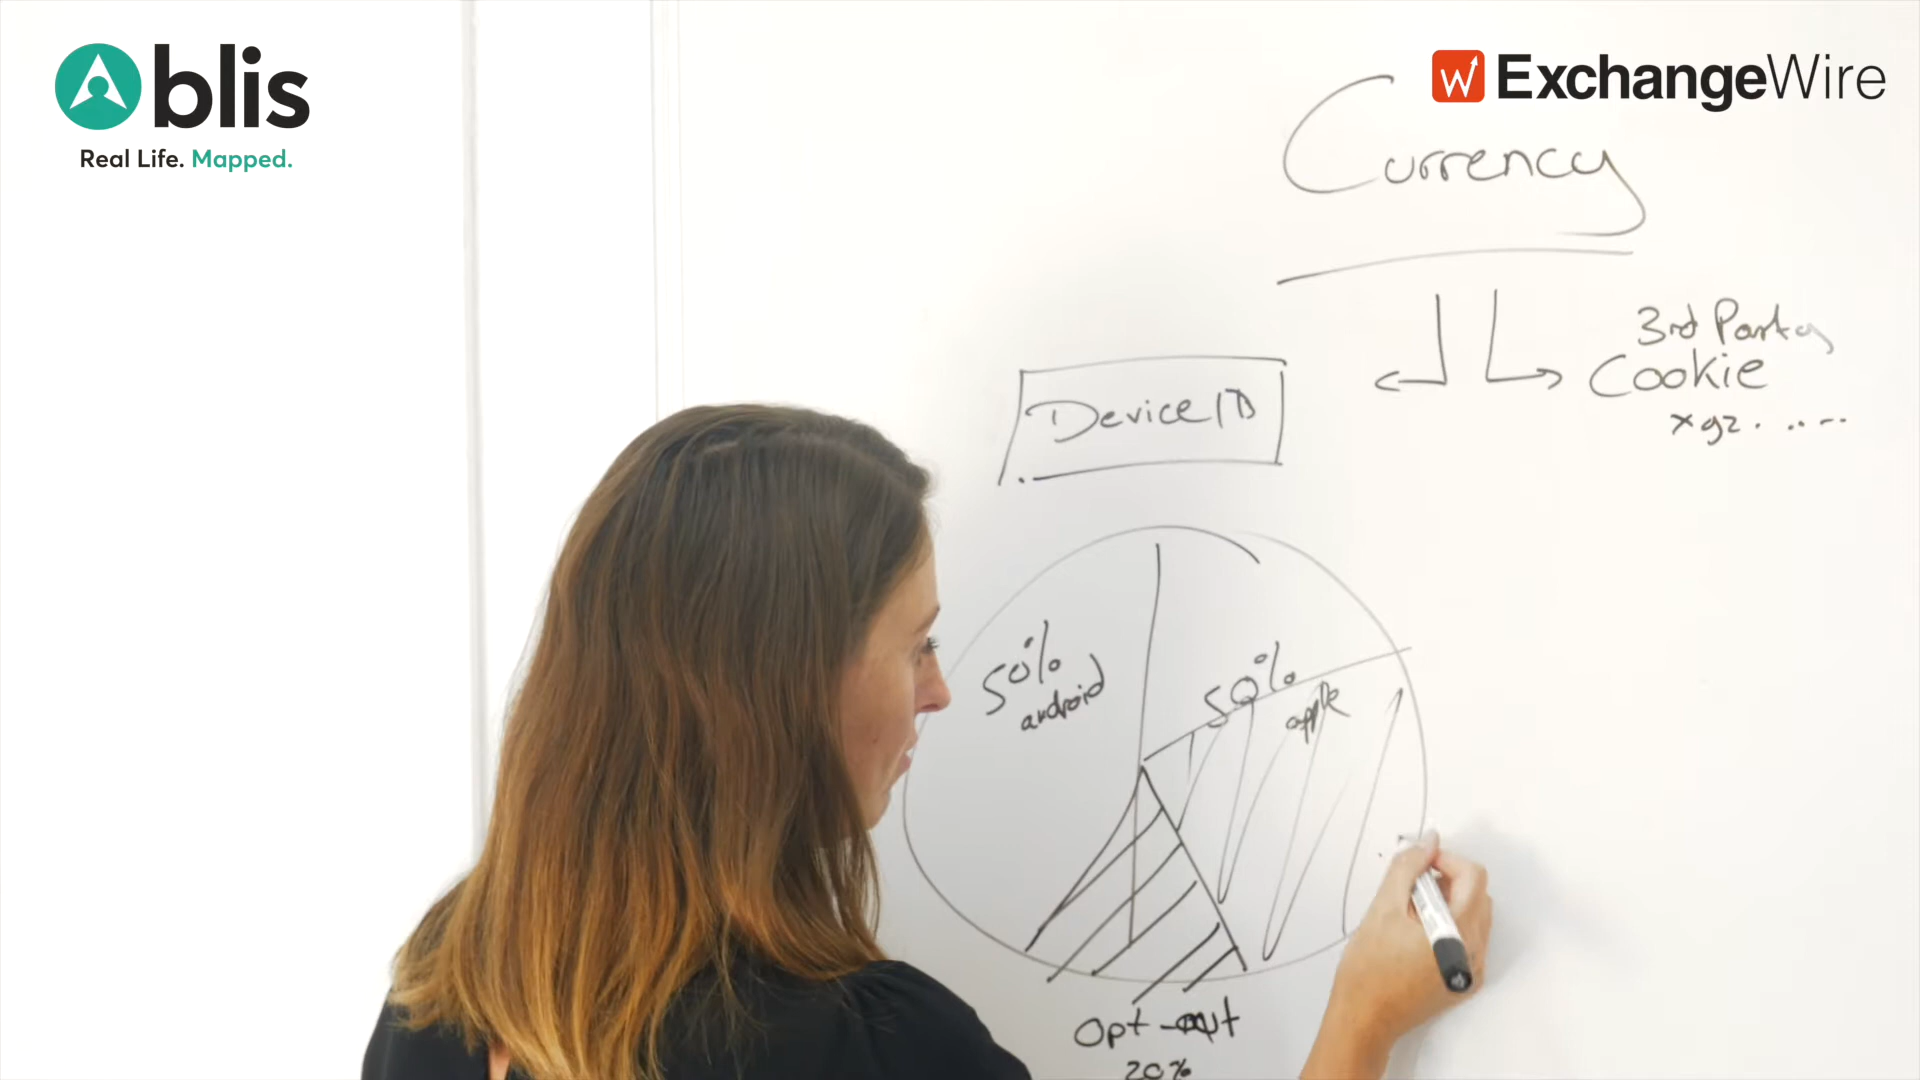 blis
Real Life. Mapped.
ExchangeWire
Currency
3rd Party
Cookie
xyz. .. --
Device ID
50%
android
50%
apple
Opt-out
20%